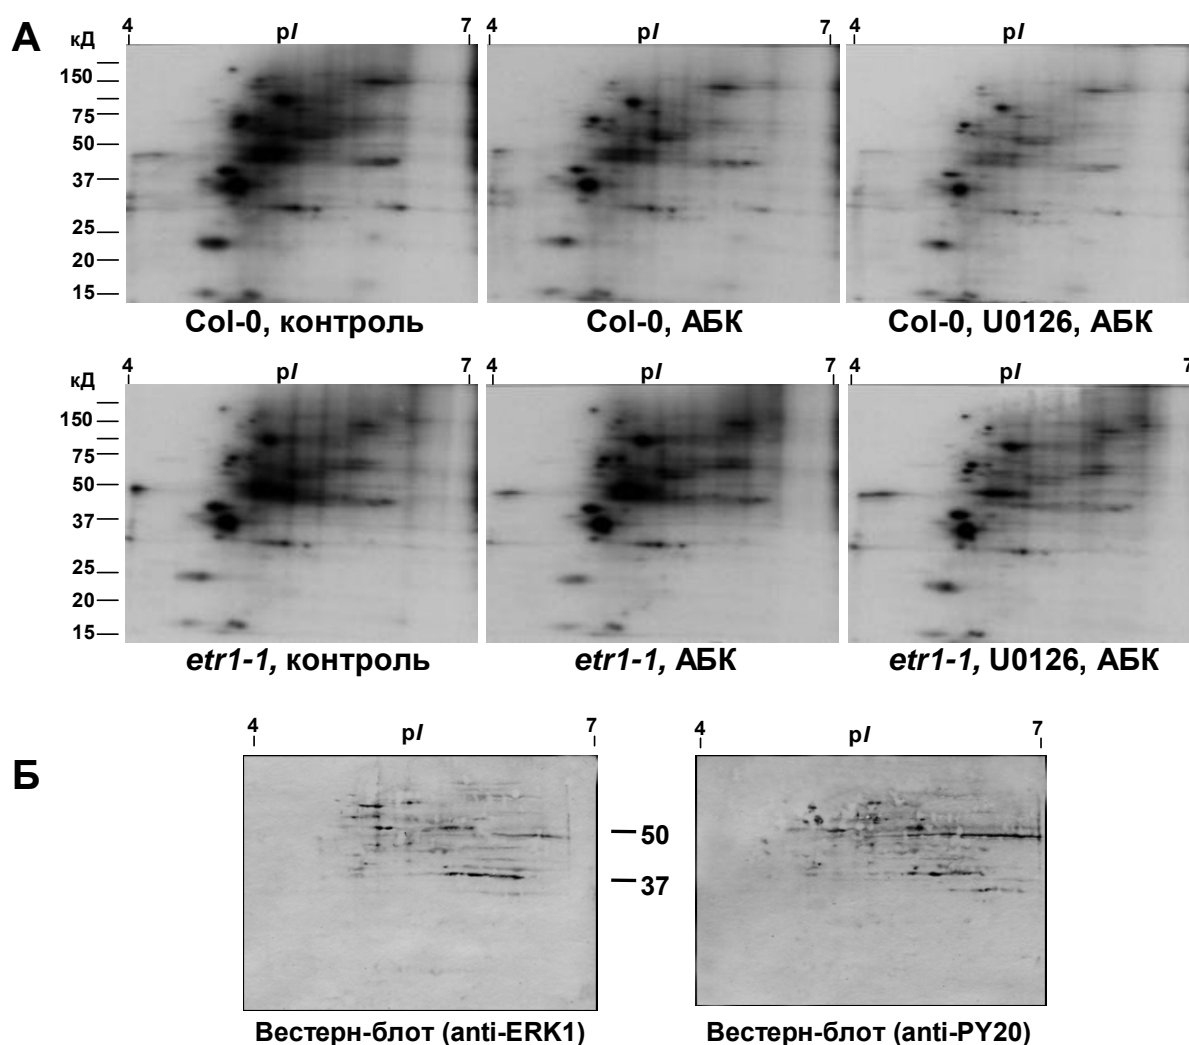 А
кД
4 pI 7
4 pI 7
4 pI 7
150
75
50
37
25
20
15
Col-0, контроль
Col-0, АБК
Col-0, U0126, АБК
кД
4 pI 7
4 pI 7
4 pI 7
150
75
50
37
25
20
15
etr1-1, контроль
etr1-1, АБК
etr1-1, U0126, АБК
Б
4 pI 7
4 pI 7
50
37
Вестерн-блот (anti-ERK1)
Вестерн-блот (anti-PY20)